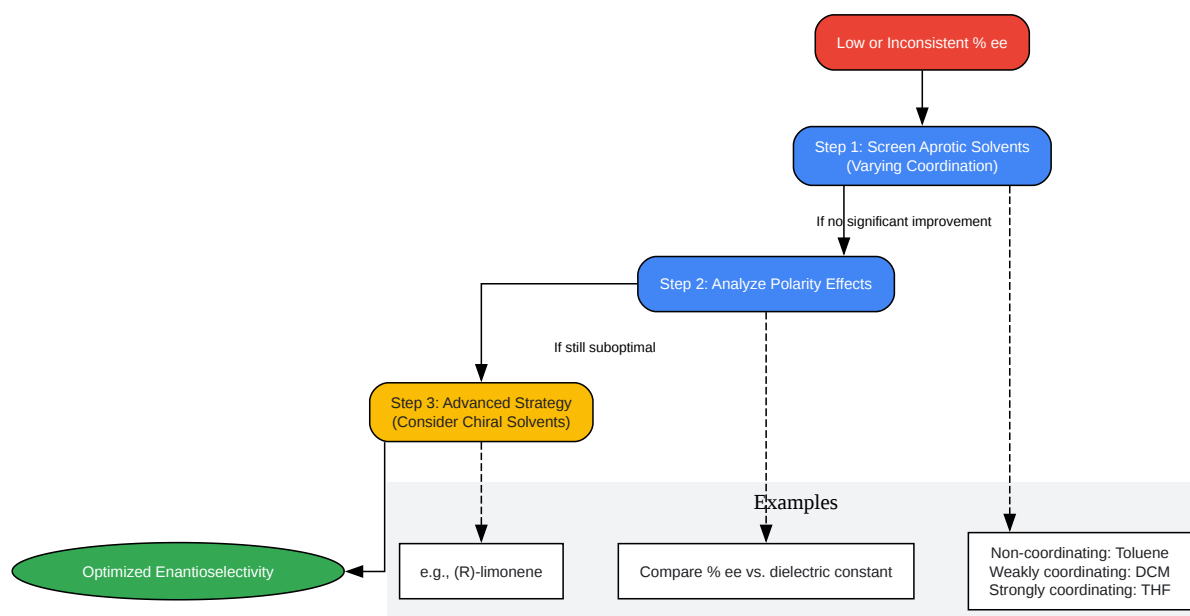 Low or Inconsistent % ee
Step 1: Screen Aprotic Solvents
(Varying Coordination)
If no significant improvement
Step 2: Analyze Polarity Effects
If still suboptimal
Step 3: Advanced Strategy
(Consider Chiral Solvents)
Examples
Optimized Enantioselectivity
e.g., (R)-limonene
Compare % ee vs. dielectric constant
Non-coordinating: Toluene
Weakly coordinating: DCM
Strongly coordinating: THF